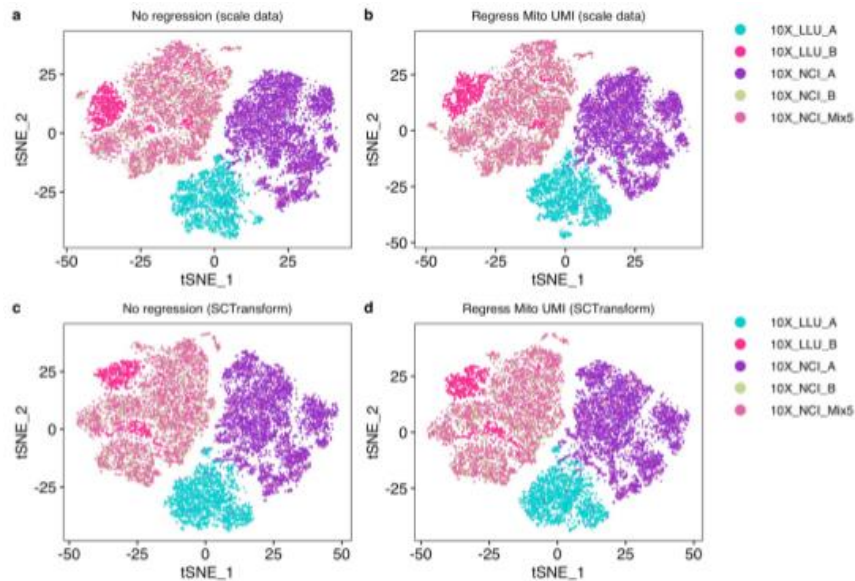 a No regression (scale data)
b Regress Mito UMI (scale data)
10X_LLU_A
10X_LLU_B
10X_NCI_A
10X_NCI_B
10X_NCI_Mix5
tSNE_2
25
0
-25
-50 -25 0 25
tSNE_1
tSNE_2
25
0
-25
-50
-50 -25 0 25
tSNE_1
c No regression (SCTransform)
d Regress Mito UMI (SCTransform)
10X_LLU_A
10X_LLU_B
10X_NCI_A
10X_NCI_B
10X_NCI_Mix5
tSNE_2
25
0
-25
-50 -25 0 25 50
tSNE_1
tSNE_2
25
0
-25
-50 -25 0 25 50
tSNE_1